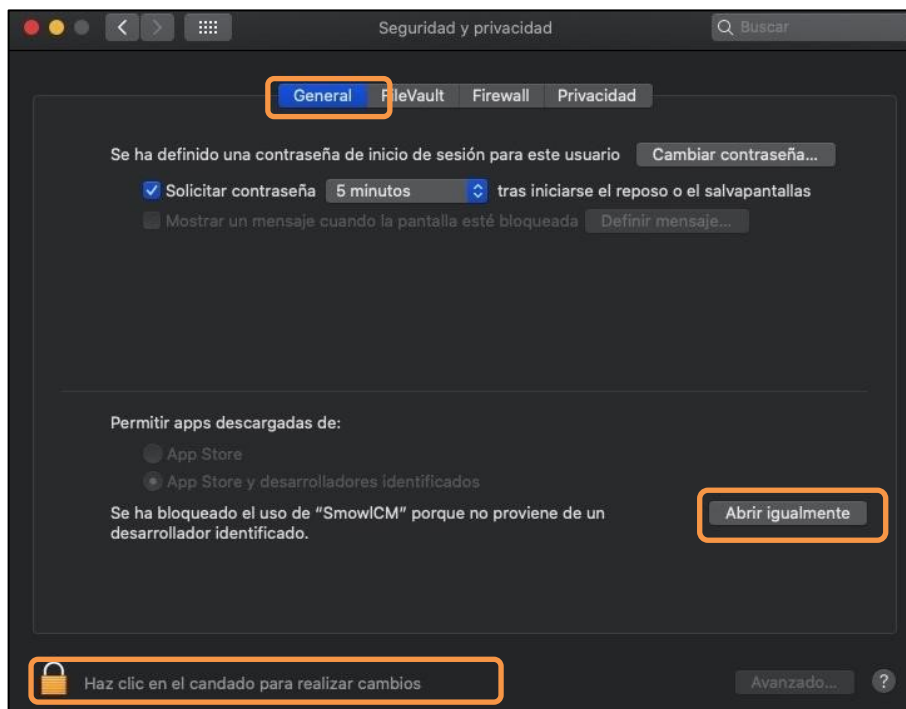 Seguridad y privacidad
Buscar
General FileVault Firewall Privacidad
Se ha definido una contraseña de inicio de sesión para este usuario Cambiar contraseña...
Solicitar contraseña 5 minutos tras iniciarse el reposo o el salvapantallas
Mostrar un mensaje cuando la pantalla esté bloqueada Definir mensaje...
Permitir apps descargadas de:
App Store
App Store y desarrolladores identificados
Se ha bloqueado el uso de “SmowlCM” porque no proviene de un
desarrollador identificado.
Abrir igualmente
Haz clic en el candado para realizar cambios
Avanzado... ?